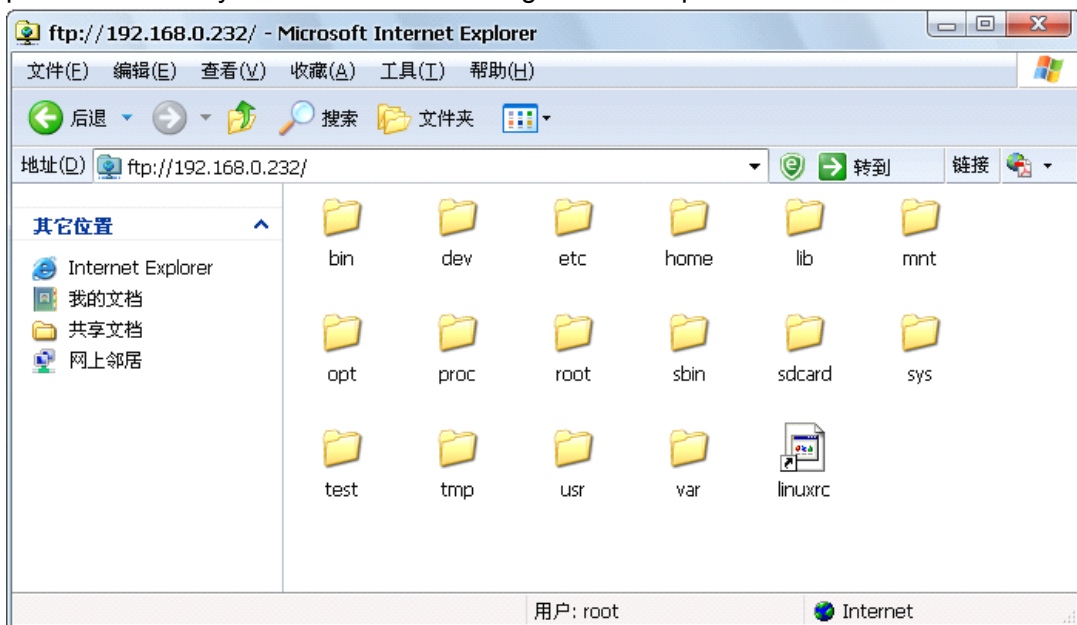 ftp://192.168.0.232/ - Microsoft Internet Explorer
文件(F) 编辑(E) 查看(V) 收藏(A) 工具(T) 帮助(H)
后退 搜索 文件夹
地址(D) ftp://192.168.0.232/ 转到 链接
其它位置
Internet Explorer
我的文档
共享文档
网上邻居
bin dev etc home lib mnt
opt proc root sbin sdcard sys
test tmp usr var linuxrc
用户: root Internet